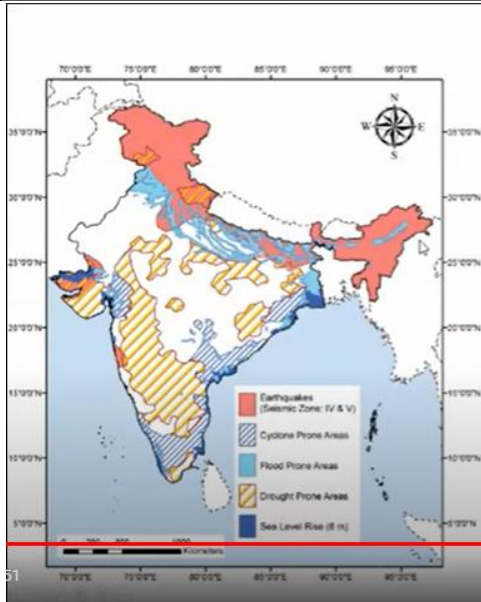 70°0'0"E 75°0'0"E 80°0'0"E 85°0'0"E 90°0'0"E 95°0'0"E
N
W E
S
35°0'0"N 35°0'0"N
30°0'0"N 30°0'0"N
25°0'0"N 25°0'0"N
20°0'0"N 20°0'0"N
15°0'0"N 15°0'0"N
10°0'0"N 10°0'0"N
5°0'0"N 5°0'0"N
Earthquakes
(Seismic Zone: IV & V)
Cyclone Prone Areas
Flood Prone Areas
Drought Prone Areas
Sea Level Rise (6 m)
Kilometers
70°0'0"E 75°0'0"E 80°0'0"E 85°0'0"E 90°0'0"E 95°0'0"E
51